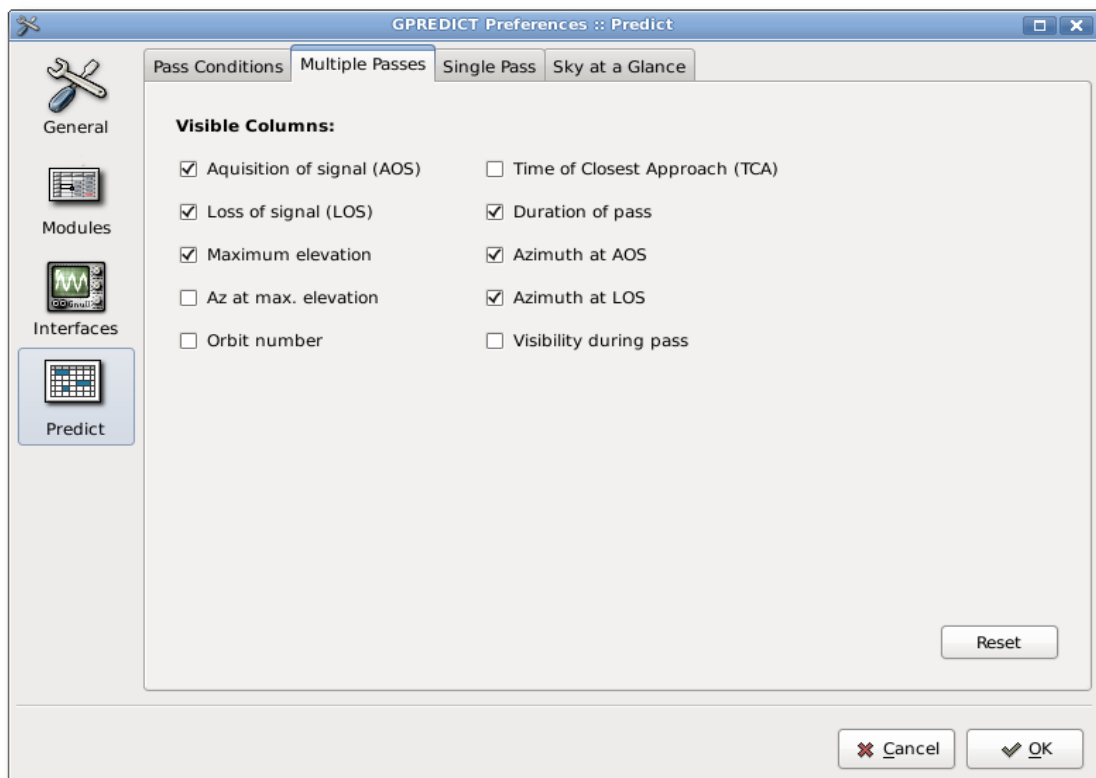 GPREDICT Preferences :: Predict
General
Modules
Interfaces
Predict
Pass Conditions Multiple Passes Single Pass Sky at a Glance
Visible Columns:
Aquisition of signal (AOS) Time of Closest Approach (TCA)
Loss of signal (LOS) Duration of pass
Maximum elevation Azimuth at AOS
Az at max. elevation Azimuth at LOS
Orbit number Visibility during pass
Reset
Cancel OK